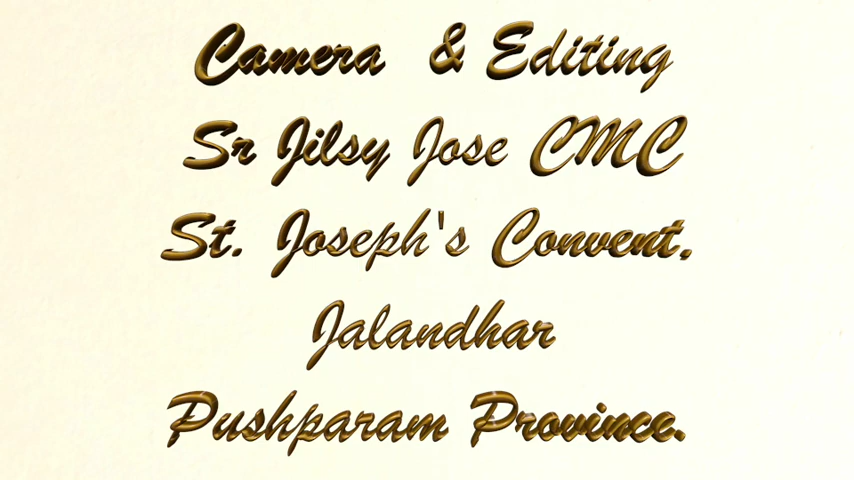 Camera & Editing
Sr Jilsy Jose CMC
St. Joseph's Convent.
Jalandhar
Pushparam Province.